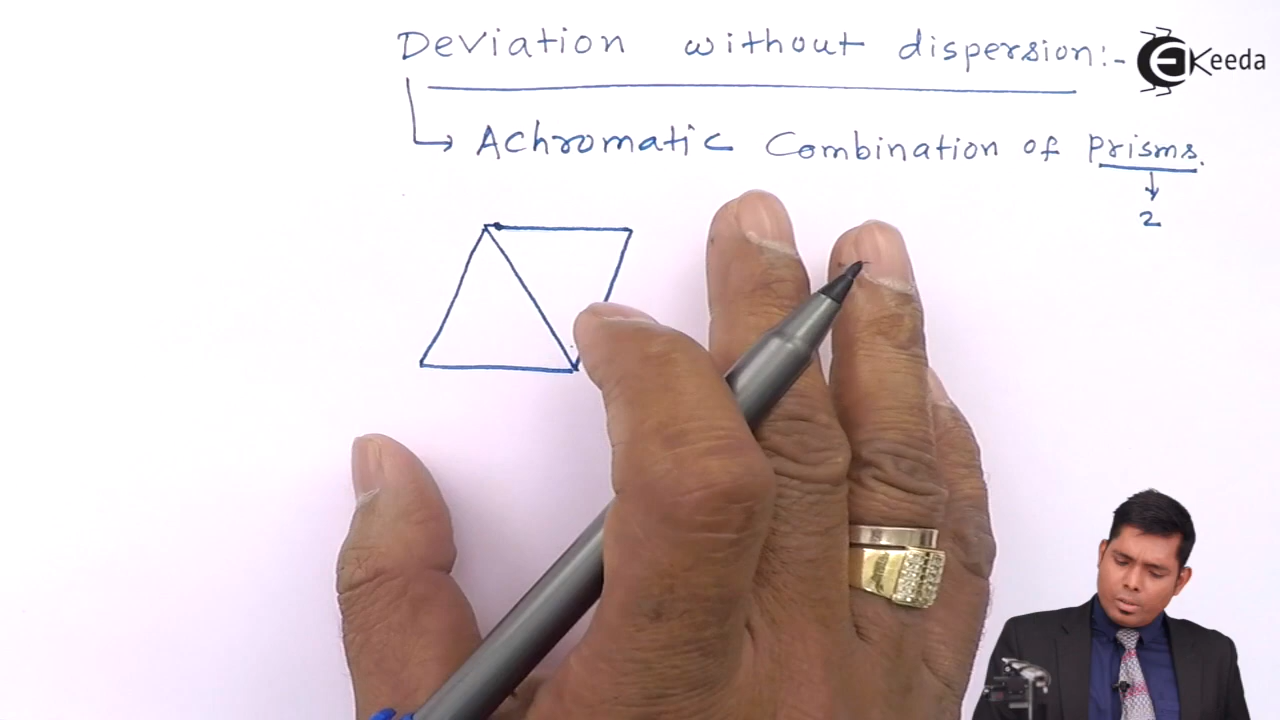 Deviation without dispersion:-
EKeeda
Achromatic Combination of prisms.
2